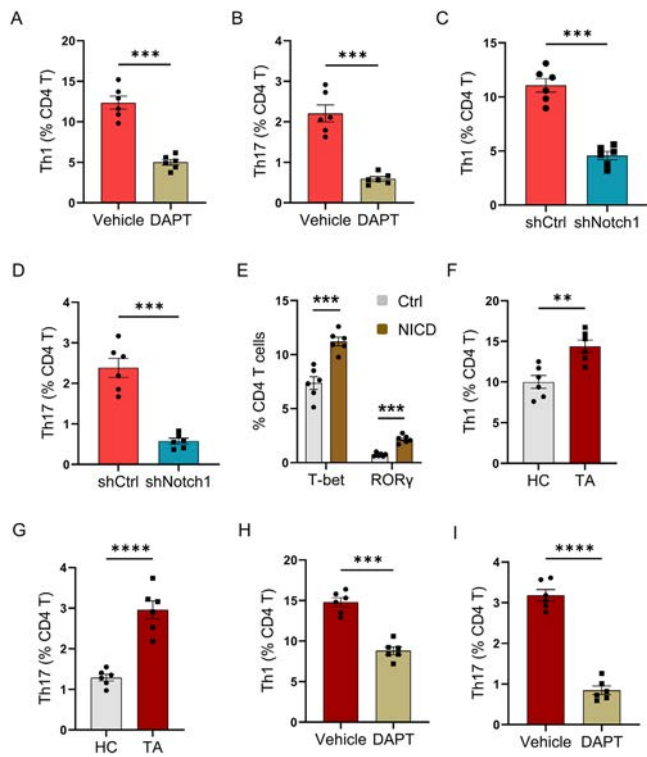 A
Th1 (% CD4 T)
20
15
10
5
0
***
Vehicle DAPT
B
Th17 (% CD4 T)
4
3
2
1
0
***
Vehicle DAPT
C
Th1 (% CD4 T)
15
10
5
0
***
shCtrl shNotch1
D
Th17 (% CD4 T)
4
3
2
1
0
***
shCtrl shNotch1
E
% CD4 T cells
15
10
5
0
***
***
Ctrl
NICD
T-bet RORγ
F
Th1 (% CD4 T)
20
15
10
5
0
**
HC TA
G
Th17 (% CD4 T)
4
3
2
1
0
****
HC TA
H
Th1 (% CD4 T)
20
15
10
5
0
***
Vehicle DAPT
I
Th17 (% CD4 T)
4
3
2
1
0
****
Vehicle DAPT